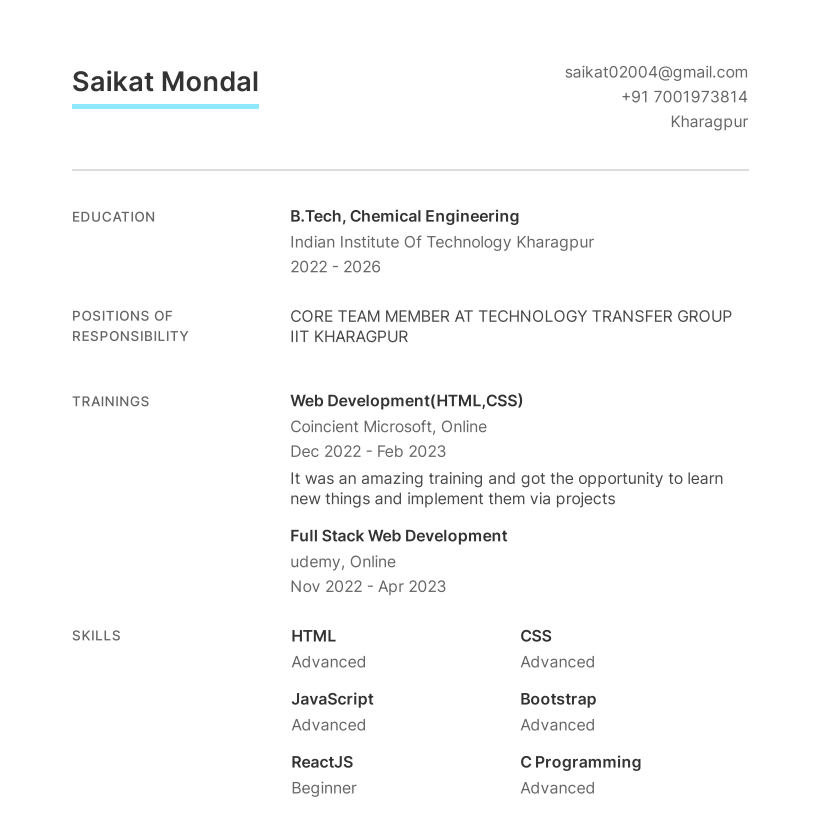 Saikat Mondal
saikat02004@gmail.com
+91 7001973814
Kharagpur
EDUCATION
B.Tech, Chemical Engineering
Indian Institute Of Technology Kharagpur
2022 - 2026
POSITIONS OF
RESPONSIBILITY
CORE TEAM MEMBER AT TECHNOLOGY TRANSFER GROUP
IIT KHARAGPUR
TRAININGS
Web Development(HTML,CSS)
Coincient Microsoft, Online
Dec 2022 - Feb 2023
It was an amazing training and got the opportunity to learn
new things and implement them via projects
Full Stack Web Development
udemy, Online
Nov 2022 - Apr 2023
SKILLS
HTML
Advanced
CSS
Advanced
JavaScript
Advanced
Bootstrap
Advanced
ReactJS
Beginner
C Programming
Advanced